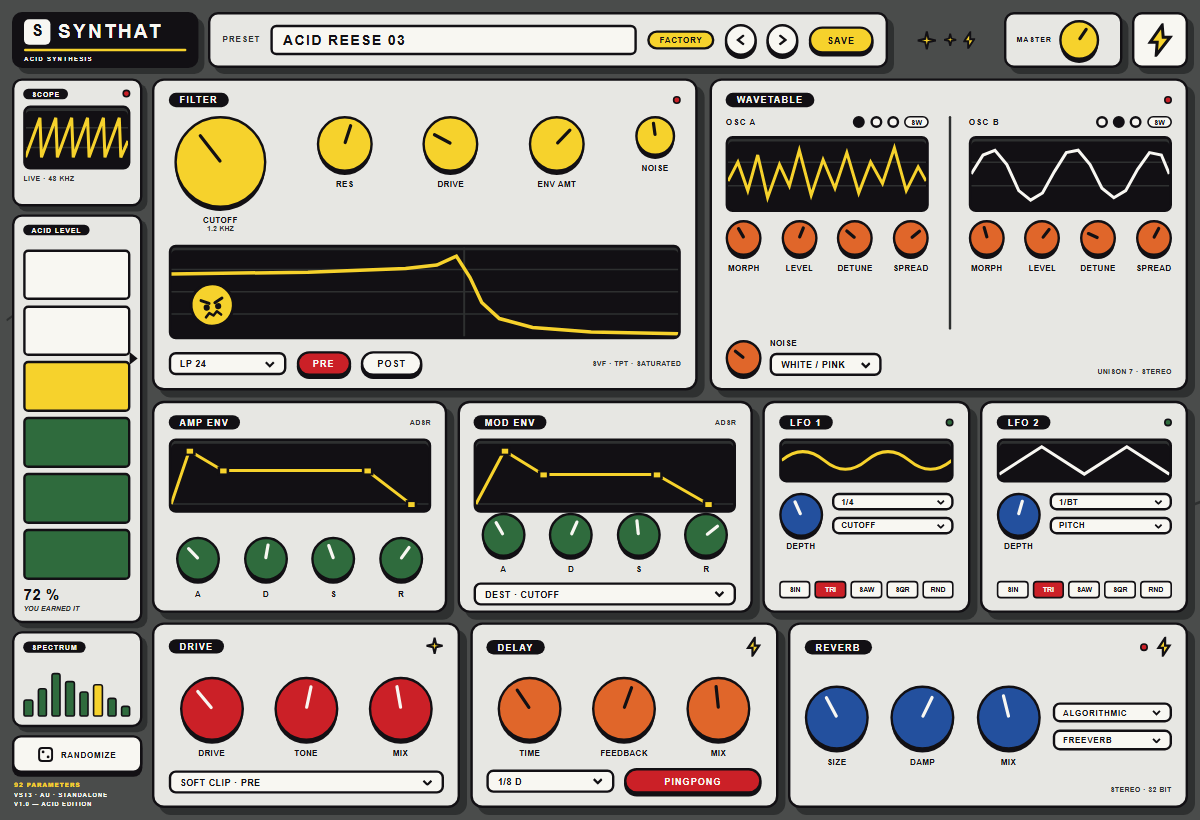 S SYNTHAT
ACID SYNTHESIS
PRESET ACID REESE 03 FACTORY < > SAVE
MASTER
SCOPE
LIVE · 48 KHZ
ACID LEVEL
72 %
YOU EARNED IT
SPECTRUM
RANDOMIZE
92 PARAMETERS
VST3 · AU · STANDALONE
V1.0 — ACID EDITION
FILTER
CUTOFF
1.2 KHZ
RES DRIVE ENV AMT NOISE
LP 24 PRE POST SVF · TPT · SATURATED
WAVETABLE
OSC A 8W
MORPH LEVEL DETUNE SPREAD
OSC B 8W
MORPH LEVEL DETUNE SPREAD
NOISE
WHITE / PINK
UNISON 7 · STEREO
AMP ENV ADSR
A D S R
MOD ENV ADSR
A D S R
DEST · CUTOFF
LFO 1
1/4
CUTOFF
DEPTH
SIN TRI SAW SQR RND
LFO 2
1/BT
PITCH
DEPTH
SIN TRI SAW SQR RND
DRIVE
DRIVE TONE MIX
SOFT CLIP · PRE
DELAY
TIME FEEDBACK MIX
1/8 D PINGPONG
REVERB
SIZE DAMP MIX
ALGORITHMIC
FREEVERB
STEREO · 32 BIT